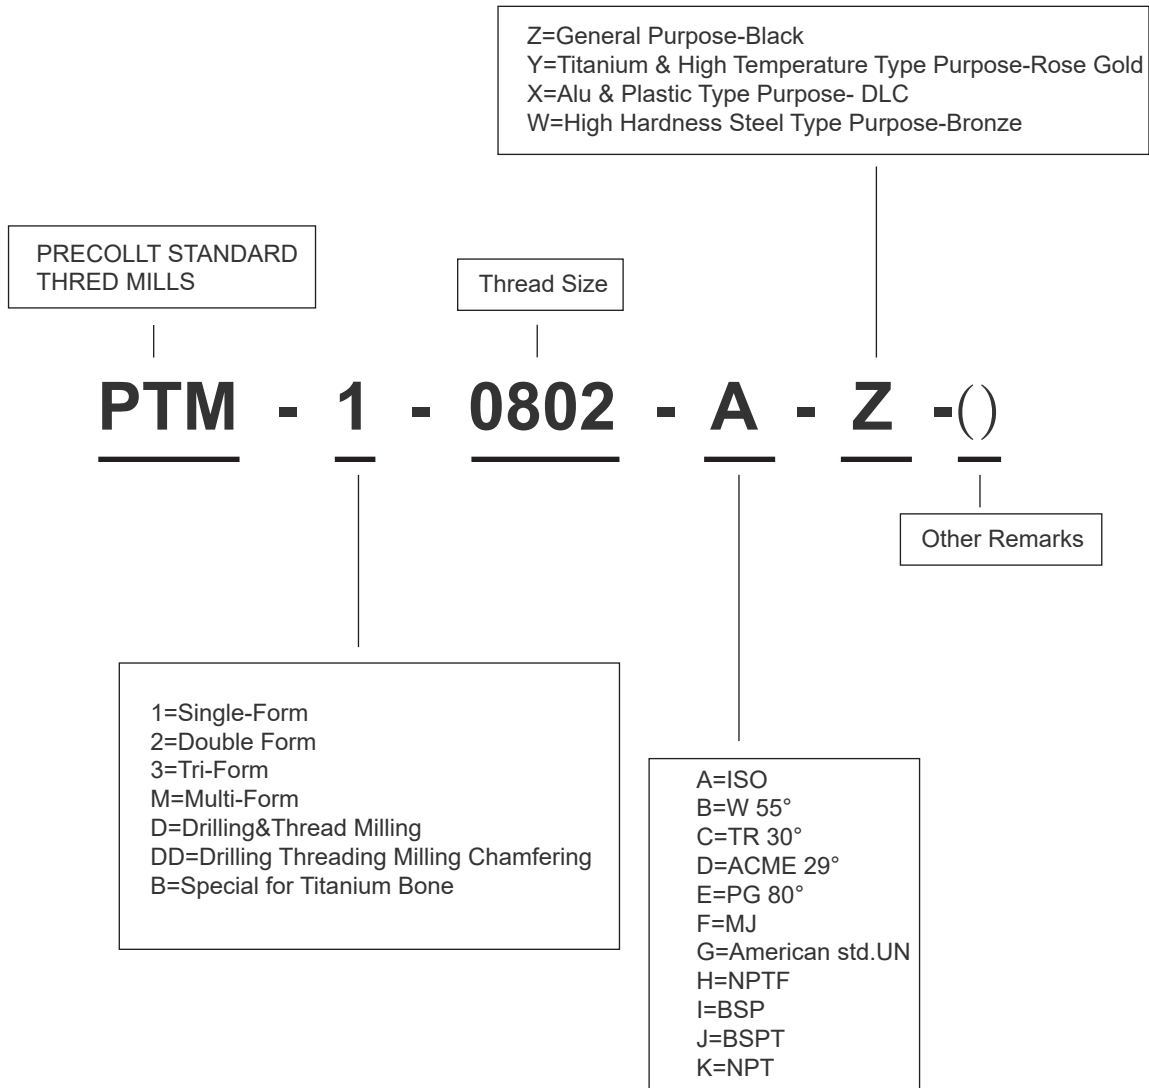 Z=General Purpose-Black
Y=Titanium & High Temperature Type Purpose-Rose Gold
X=Alu & Plastic Type Purpose- DLC
W=High Hardness Steel Type Purpose-Bronze
PRECOLLT STANDARD
THRED MILLS
Thread Size
PTM - 1 - 0802 - A - Z -()
Other Remarks
1=Single-Form
2=Double Form
3=Tri-Form
M=Multi-Form
D=Drilling&Thread Milling
DD=Drilling Threading Milling Chamfering
B=Special for Titanium Bone
A=ISO
B=W 55°
C=TR 30°
D=ACME 29°
E=PG 80°
F=MJ
G=American std.UN
H=NPTF
I=BSP
J=BSPT
K=NPT